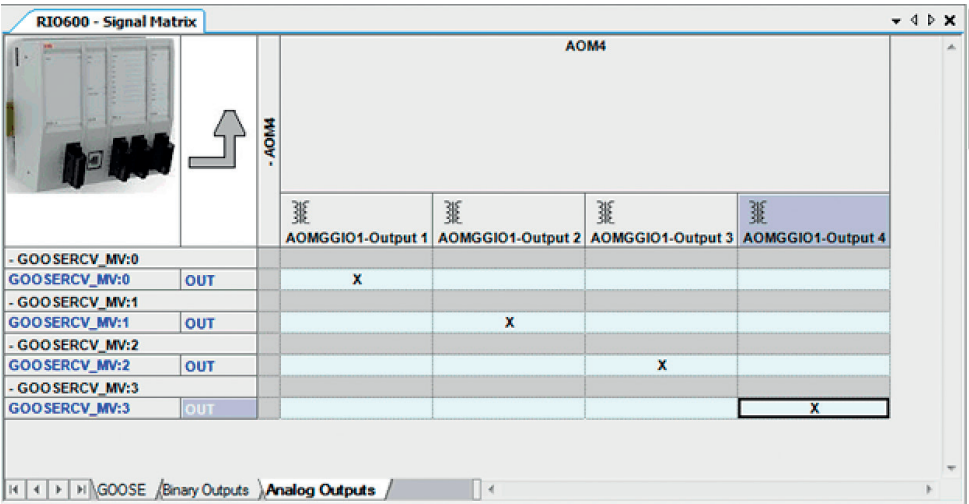 RIO600 - Signal Matrix
AOM4
- AOM4
AOMGGIO1-Output 1 AOMGGIO1-Output 2 AOMGGIO1-Output 3 AOMGGIO1-Output 4
- GOOSERCV_MV:0
GOOSERCV_MV:0 OUT X
- GOOSERCV_MV:1
GOOSERCV_MV:1 OUT X
- GOOSERCV_MV:2
GOOSERCV_MV:2 OUT X
- GOOSERCV_MV:3
GOOSERCV_MV:3 OUT X
GOOSE Binary Outputs Analog Outputs